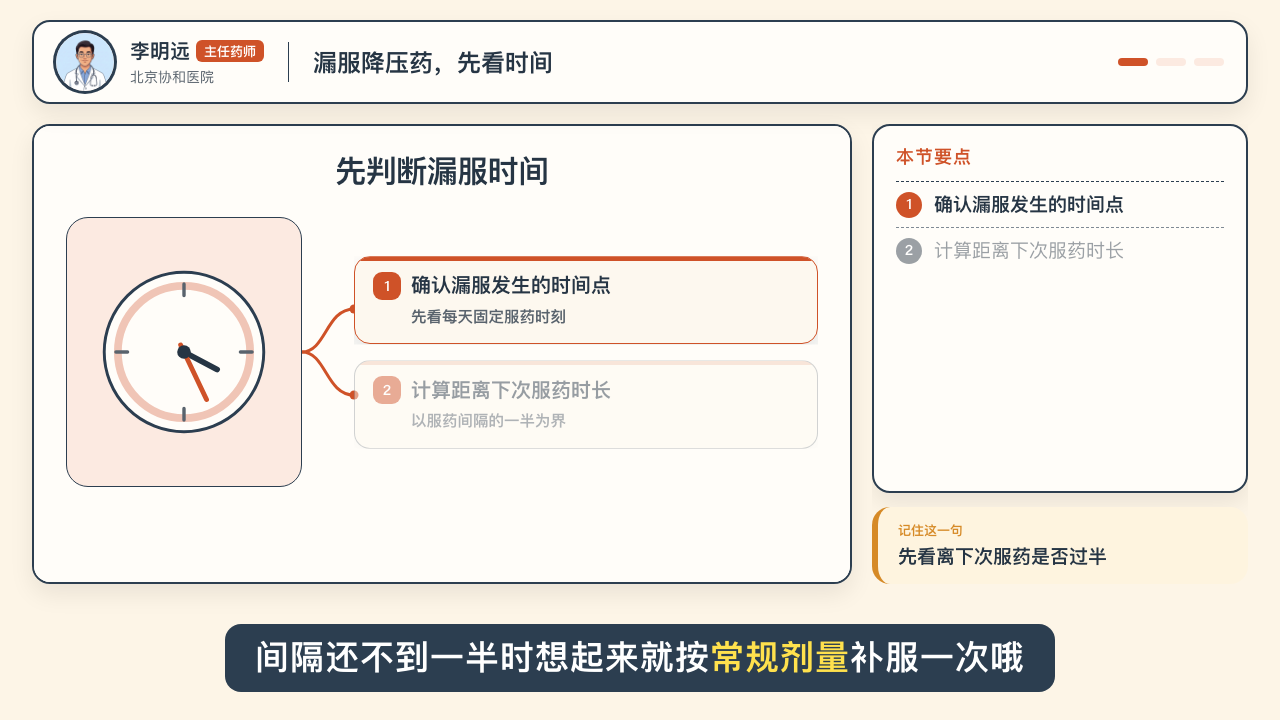 李明远 主任药师
北京协和医院
漏服降压药，先看时间
先判断漏服时间
1 确认漏服发生的时间点
先看每天固定服药时刻
2 计算距离下次服药时长
以服药间隔的一半为界
本节要点
1 确认漏服发生的时间点
2 计算距离下次服药时长
记住这一句
先看离下次服药是否过半
间隔还不到一半时想起来就按常规剂量补服一次哦